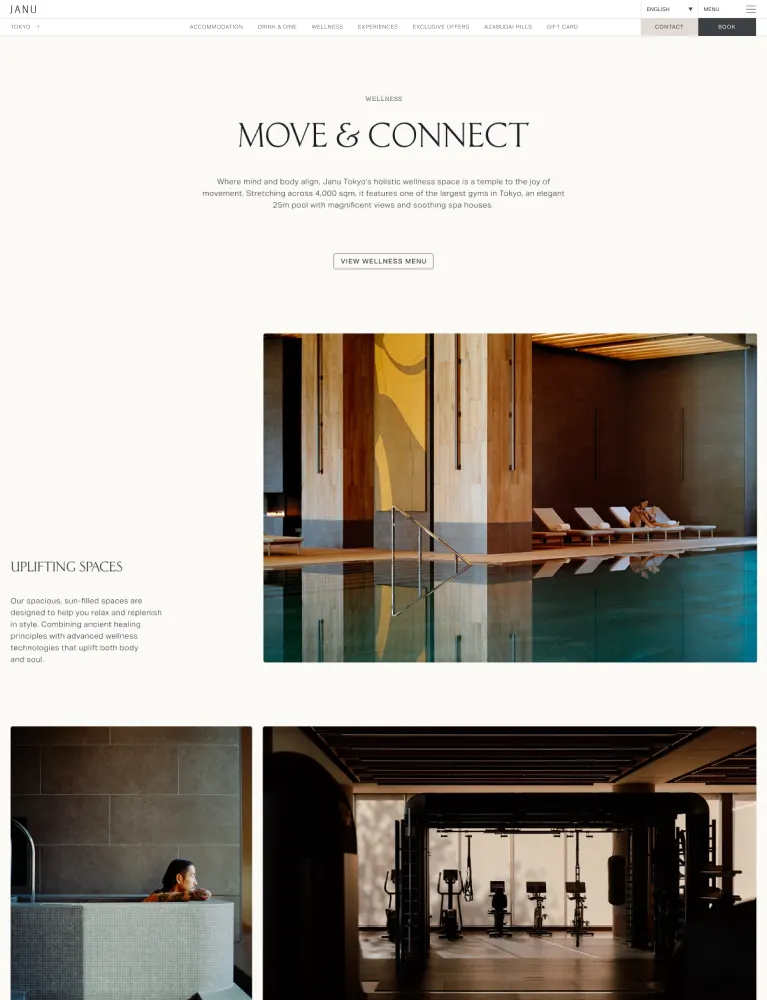 JANU
ENGLISH ▼ MENU
TOKYO +
ACCOMMODATION DRINK & DINE WELLNESS EXPERIENCES EXCLUSIVE OFFERS AZABUDAI HILLS GIFT CARD
CONTACT BOOK
WELLNESS
MOVE & CONNECT
Where mind and body align, Janu Tokyo's holistic wellness space is a temple to the joy of
movement. Stretching across 4,000 sqm, it features one of the largest gyms in Tokyo, an elegant
25m pool with magnificent views and soothing spa houses.
VIEW WELLNESS MENU
UPLIFTING SPACES
Our spacious, sun-filled spaces are
designed to help you relax and replenish
in style. Combining ancient healing
principles with advanced wellness
technologies that uplift both body
and soul.